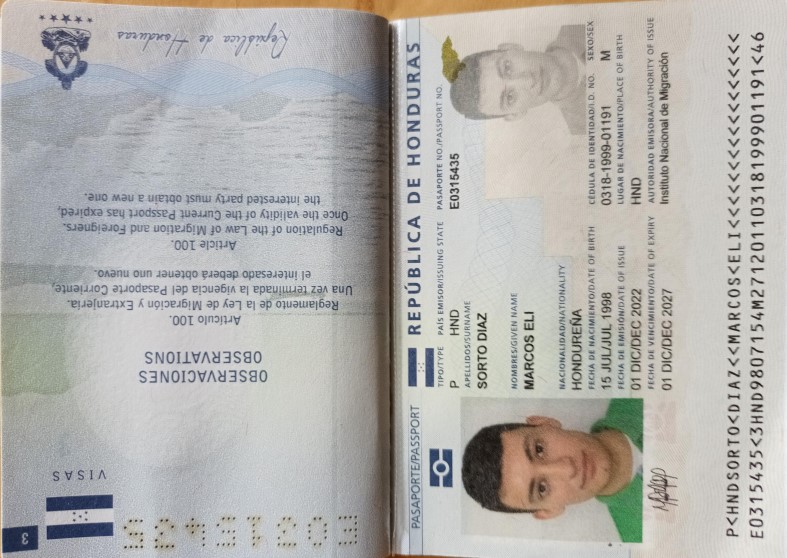 República de Honduras
Artículo 100.
Reglamento de la Ley de Migración y Extranjería.
Una vez terminada la vigencia del Pasaporte Corriente,
el interesado deberá obtener uno nuevo.
Article 100.
Regulation of the Law of Migration and Foreigners.
Once the validity of the Current Passport has expired,
the interested party must obtain a new one.
OBSERVACIONES
OBSERVATIONS
VISAS
3
E0315435
PASAPORTE/PASSPORT
REPÚBLICA DE HONDURAS
TIPO/TYPE PAÍS EMISOR/ISSUING STATE PASAPORTE NO./PASSPORT NO.
P HND E0315435
APELLIDOS/SURNAME
SORTO DIAZ
NOMBRES/GIVEN NAME
MARCOS ELI
NACIONALIDAD/NATIONALITY
HONDUREÑA
FECHA DE NACIMIENTO/DATE OF BIRTH CÉDULA DE IDENTIDAD/I.D. NO. SEXO/SEX
15 JUL/JUL 1998 0318-1999-01191 M
FECHA DE EMISIÓN/DATE OF ISSUE LUGAR DE NACIMIENTO/PLACE OF BIRTH
01 DIC/DEC 2022 HND
FECHA DE VENCIMIENTO/DATE OF EXPIRY AUTORIDAD EMISORA/AUTHORITY OF ISSUE
01 DIC/DEC 2027 Instituto Nacional de Migración
P<HNDSORTO<DIAZ<<MARCOS<ELI<<<<<<<<<<<<<<<<<
E0315435<3HND9807154M27120110318199901191<46